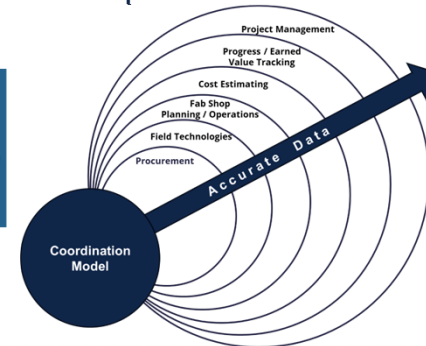 Project Management
Progress / Earned
Value Tracking
Cost Estimating
Fab Shop
Planning / Operations
Field Technologies
Procurement
Accurate Data
Coordination
Model